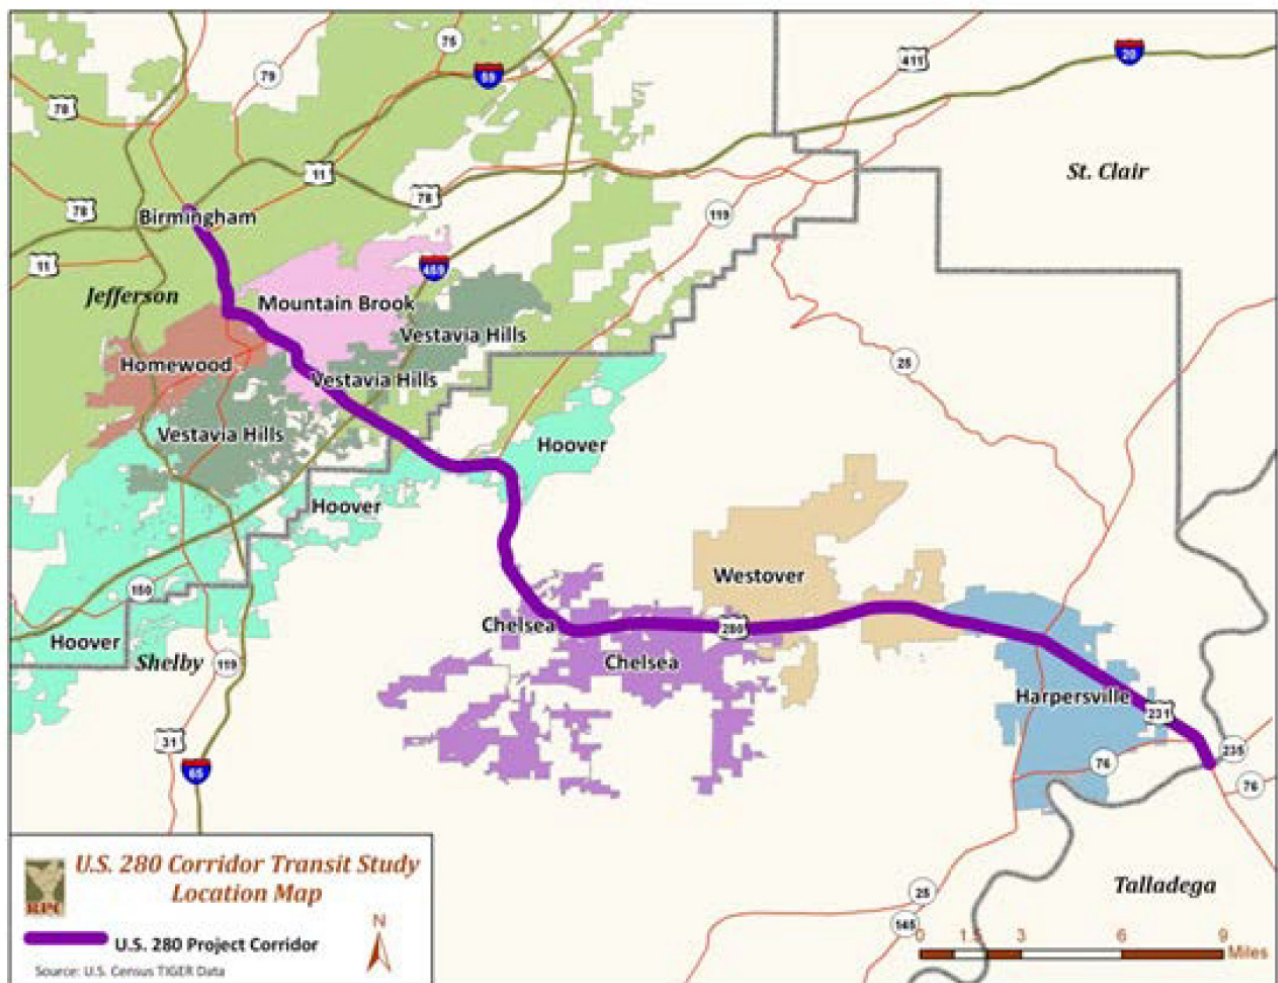 75
411
20
59
79
78
11
78
78
119
Birmingham
St. Clair
11
459
Jefferson
Mountain Brook
Vestavia Hills
25
Homewood
Vestavia Hills
Vestavia Hills
Hoover
Hoover
Westover
150
Chelsea
280
Hoover
Shelby
119
Chelsea
Harpersville
231
31
235
65
76
76
U.S. 280 Corridor Transit Study
Location Map
RPC
N
U.S. 280 Project Corridor
Source: U.S. Census TIGER Data
Talladega
25
145
0 1.5 3 6 9
Miles